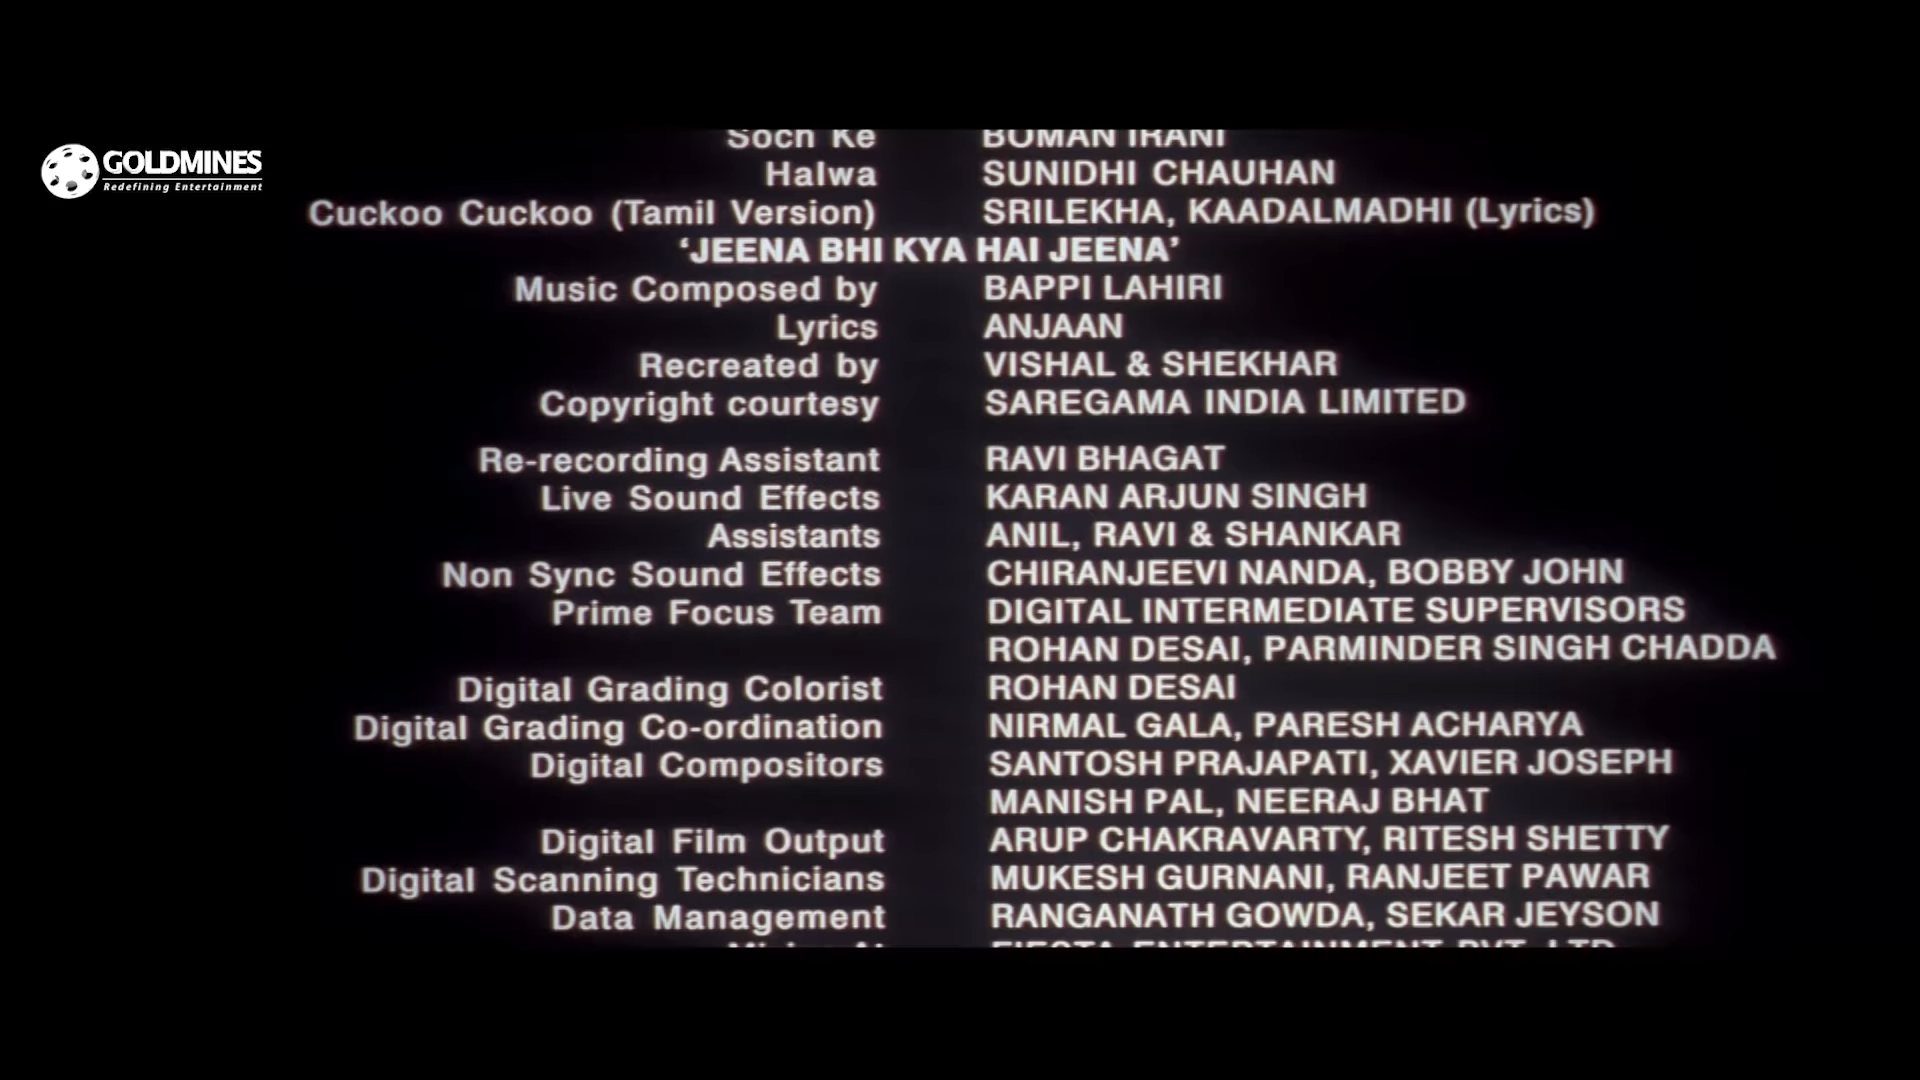 GOLDMINES
Redefining Entertainment
Soch Ke BOMAN IRANI
Halwa SUNIDHI CHAUHAN
Cuckoo Cuckoo (Tamil Version) SRILEKHA, KAADALMADHI (Lyrics)
‘JEENA BHI KYA HAI JEENA’
Music Composed by BAPPI LAHIRI
Lyrics ANJAAN
Recreated by VISHAL & SHEKHAR
Copyright courtesy SAREGAMA INDIA LIMITED
Re-recording Assistant RAVI BHAGAT
Live Sound Effects KARAN ARJUN SINGH
Assistants ANIL, RAVI & SHANKAR
Non Sync Sound Effects CHIRANJEEVI NANDA, BOBBY JOHN
Prime Focus Team DIGITAL INTERMEDIATE SUPERVISORS
ROHAN DESAI, PARMINDER SINGH CHADDA
Digital Grading Colorist ROHAN DESAI
Digital Grading Co-ordination NIRMAL GALA, PARESH ACHARYA
Digital Compositors SANTOSH PRAJAPATI, XAVIER JOSEPH
MANISH PAL, NEERAJ BHAT
Digital Film Output ARUP CHAKRAVARTY, RITESH SHETTY
Digital Scanning Technicians MUKESH GURNANI, RANJEET PAWAR
Data Management RANGANATH GOWDA, SEKAR JEYSON
FIESTA ENTERTAINMENT PVT. LTD.